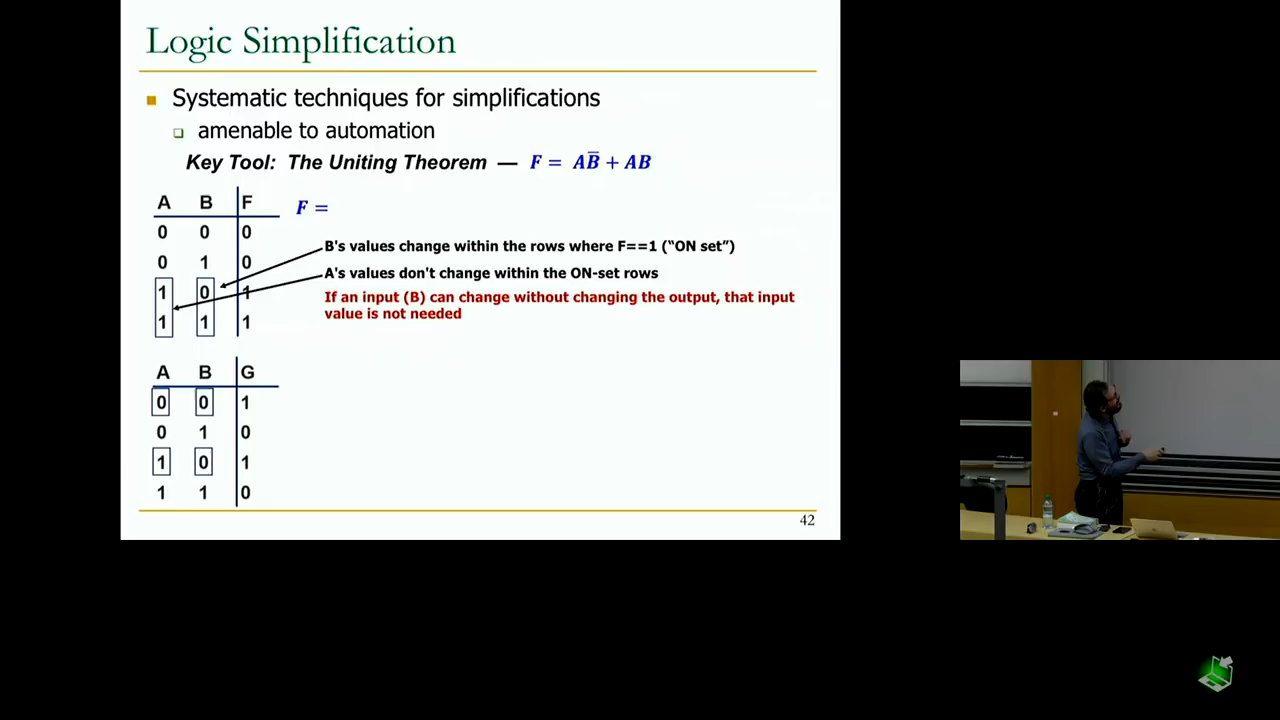 Logic Simplification
Systematic techniques for simplifications
amenable to automation
Key Tool: The Uniting Theorem — F = AB̅ + AB
A B F
0 0 0
0 1 0
1 0 1
1 1 1
F =
B's values change within the rows where F==1 (“ON set”)
A's values don't change within the ON-set rows
If an input (B) can change without changing the output, that input
value is not needed
A B G
0 0 1
0 1 0
1 0 1
1 1 0
42